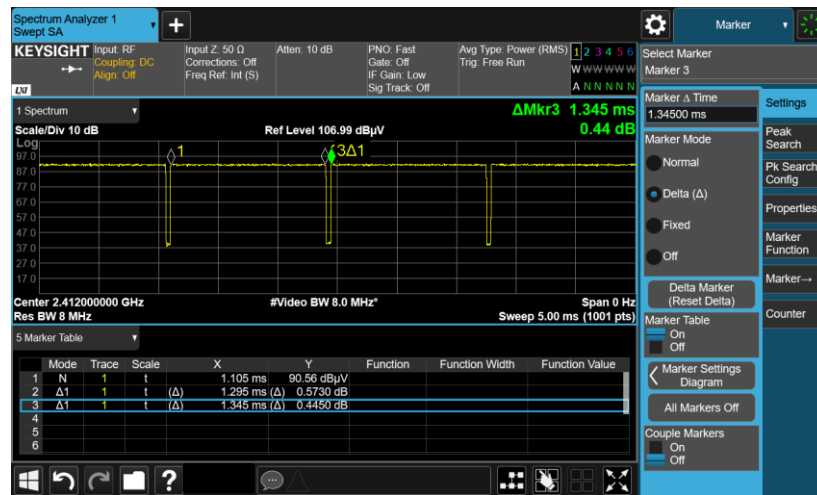 Spectrum Analyzer 1
Swept SA
+
Marker
KEYSIGHT
Input: RF
Coupling: DC
Align: Off
Input Z: 50 Ω
Corrections: Off
Freq Ref: Int (S)
Atten: 10 dB
PNO: Fast
Gate: Off
IF Gain: Low
Sig Track: Off
Avg Type: Power (RMS)
Trig: Free Run
1 2 3 4 5 6
W W W W W W
A N N N N N
LXI
Select Marker
Marker 3
1 Spectrum
ΔMkr3 1.345 ms
0.44 dB
Scale/Div 10 dB
Ref Level 106.99 dBµV
Log
97.0
87.0
77.0
67.0
57.0
47.0
37.0
27.0
17.0
1
3Δ1
Center 2.412000000 GHz
Res BW 8 MHz
#Video BW 8.0 MHz*
Span 0 Hz
Sweep 5.00 ms (1001 pts)
5 Marker Table
Mode Trace Scale X Y Function Function Width Function Value
1 N 1 t 1.105 ms 90.56 dBµV
2 Δ1 1 t (Δ) 1.295 ms (Δ) 0.5730 dB
3 Δ1 1 t (Δ) 1.345 ms (Δ) 0.4450 dB
4
5
6
?
Marker Δ Time
1.34500 ms
Marker Mode
Normal
Delta (Δ)
Fixed
Off
Delta Marker
(Reset Delta)
Marker Table
On
Off
Marker Settings
Diagram
All Markers Off
Couple Markers
On
Off
Settings
Peak
Search
Pk Search
Config
Properties
Marker
Function
Marker→
Counter